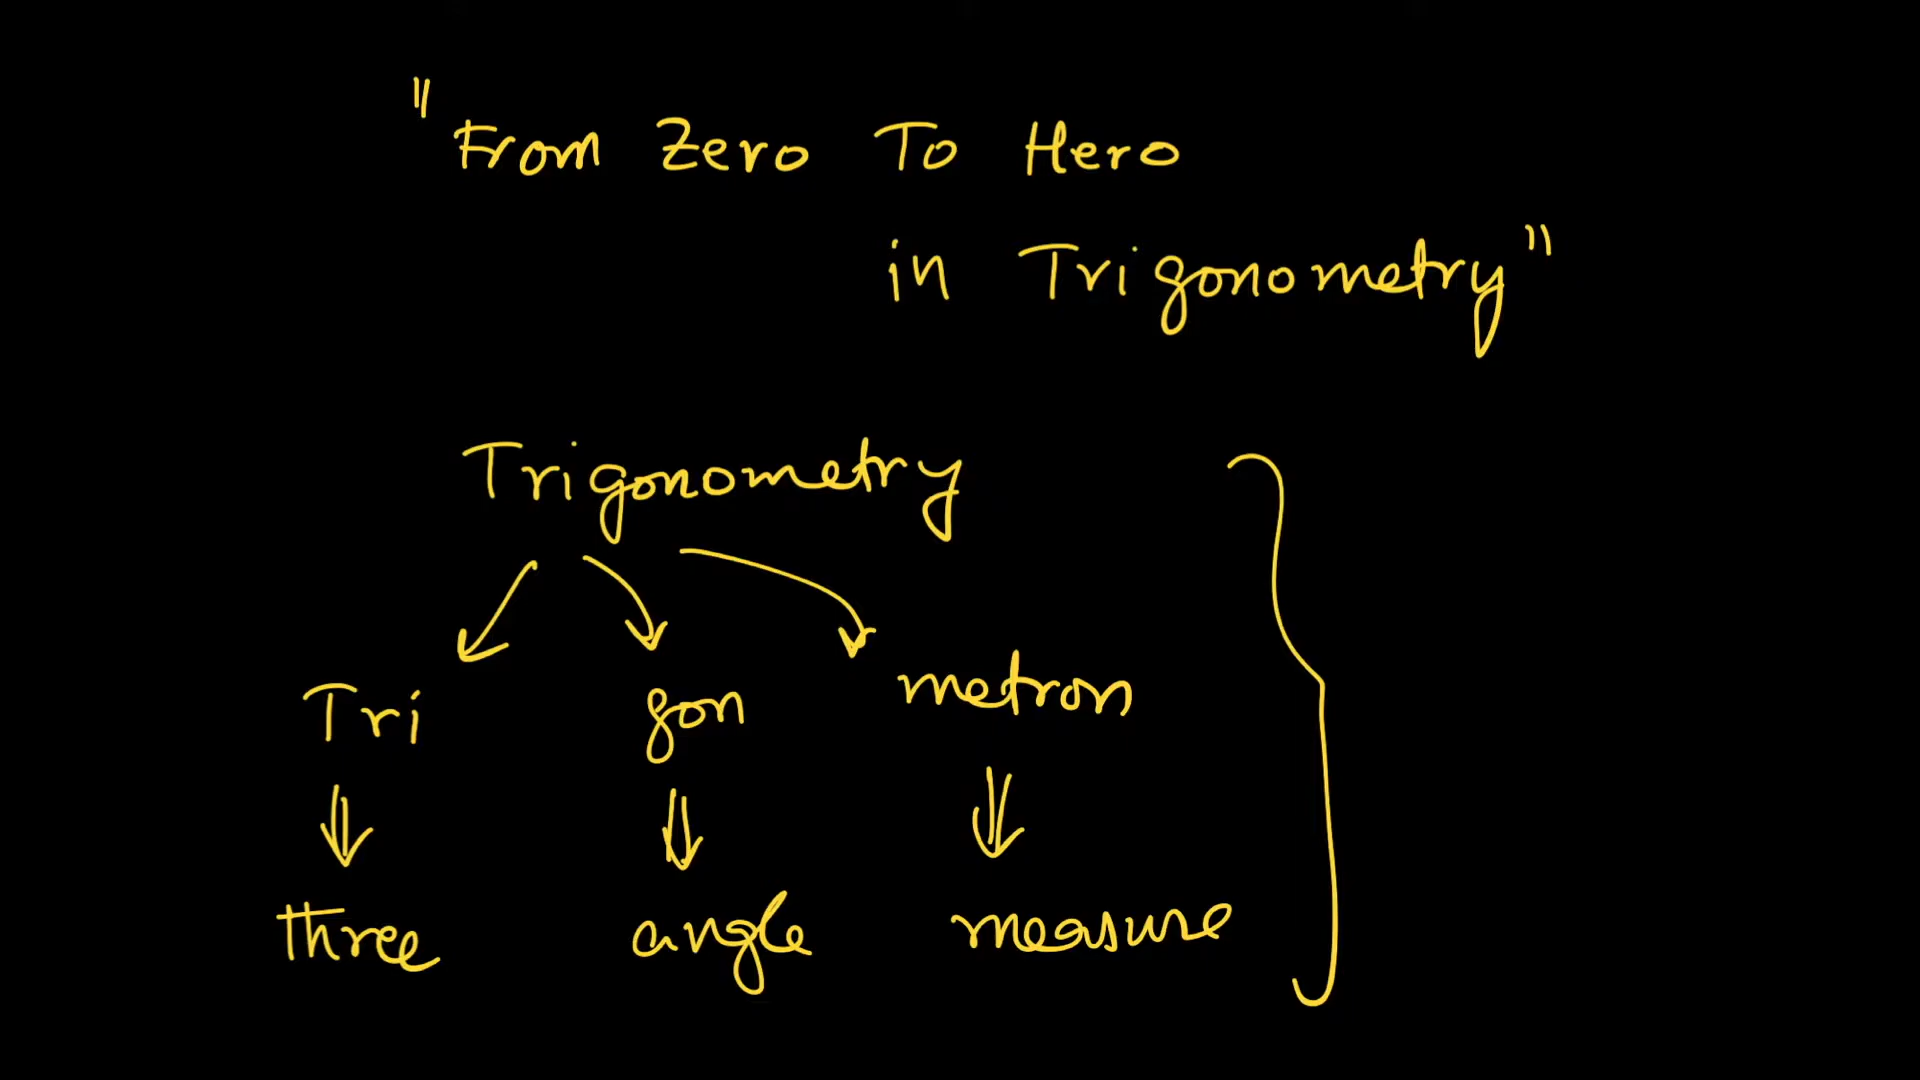 "From Zero To Hero
in Trigonometry"
Trigonometry
Tri gon metron
three angle measure